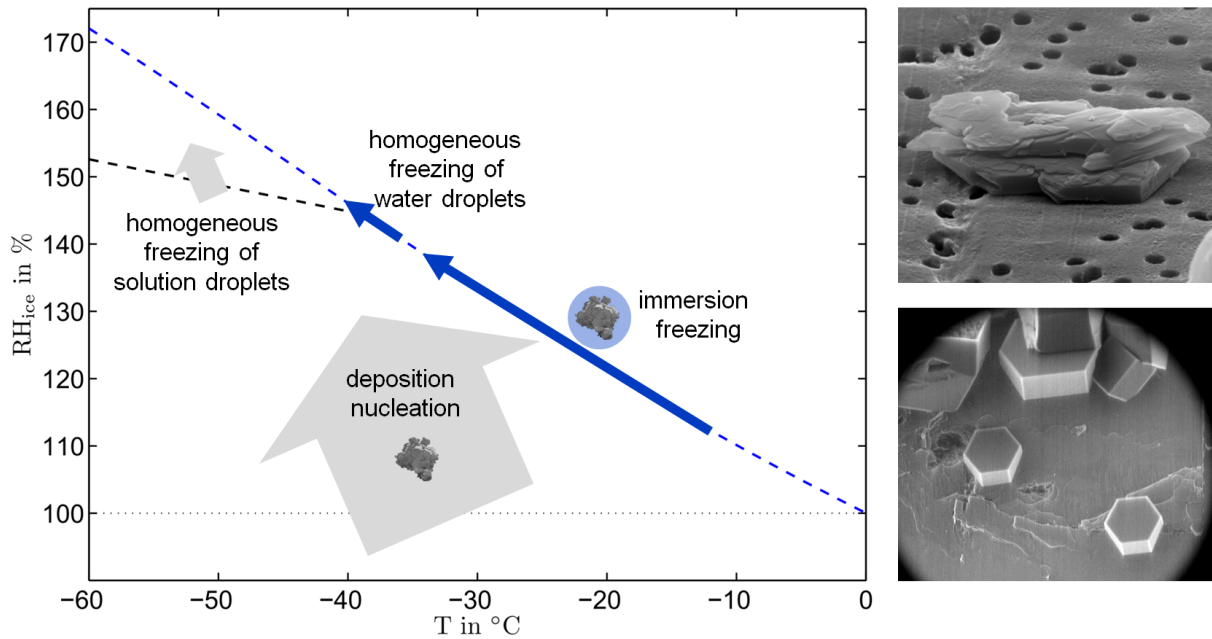 170
160
150
140
130
120
110
100
RH_ice in %
−60
−50
−40
−30
−20
−10
0
T in °C
homogeneous
freezing of
water droplets
homogeneous
freezing of
solution droplets
immersion
freezing
deposition
nucleation